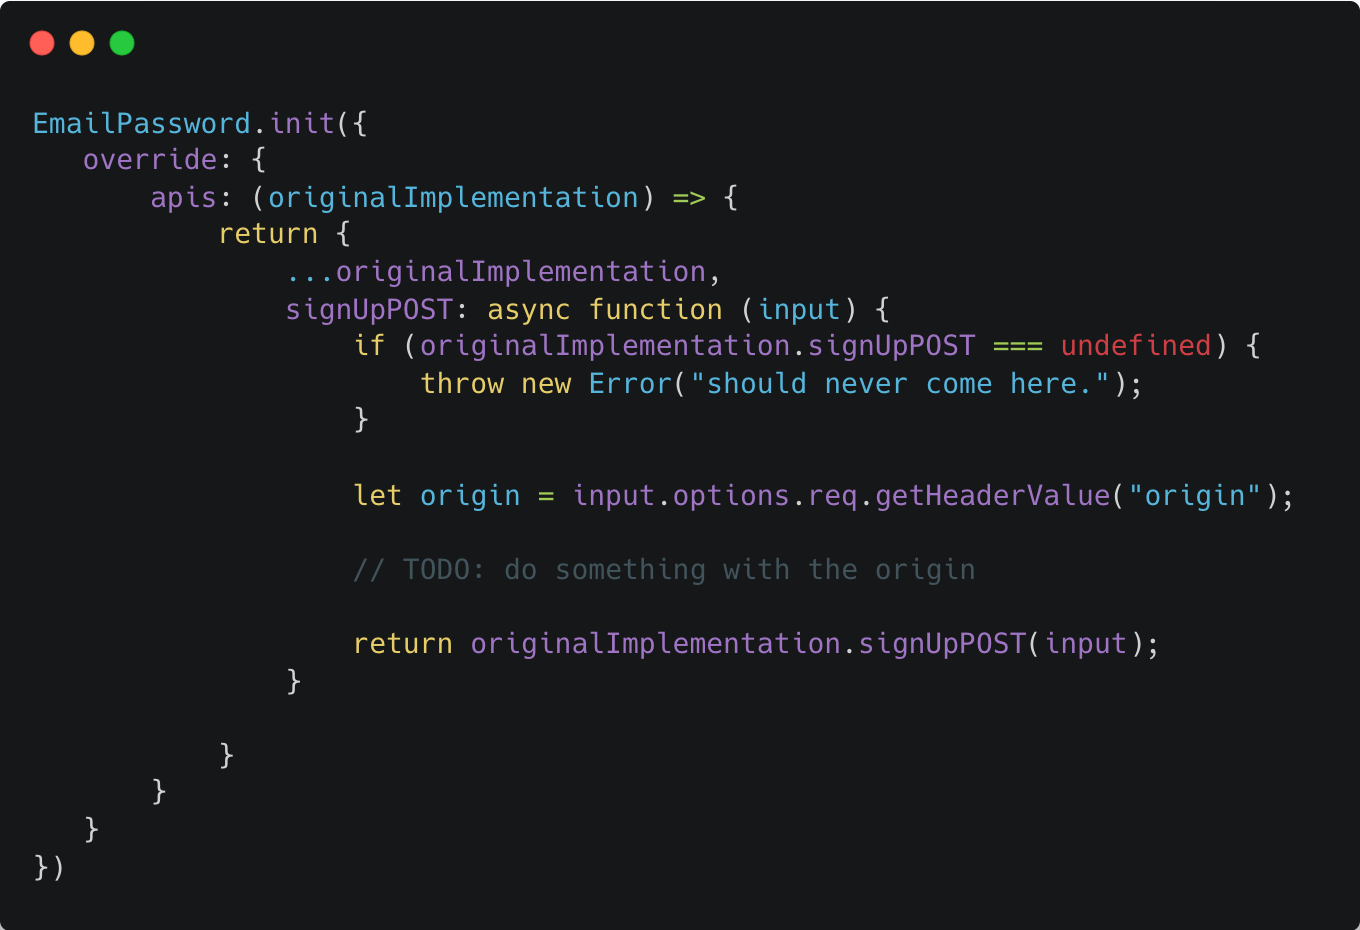 EmailPassword.init({
   override: {
       apis: (originalImplementation) => {
           return {
               ...originalImplementation,
               signUpPOST: async function (input) {
                   if (originalImplementation.signUpPOST === undefined) {
                       throw new Error("should never come here.");
                   }

                   let origin = input.options.req.getHeaderValue("origin");

                   // TODO: do something with the origin

                   return originalImplementation.signUpPOST(input);
               }

           }
       }
   }
})